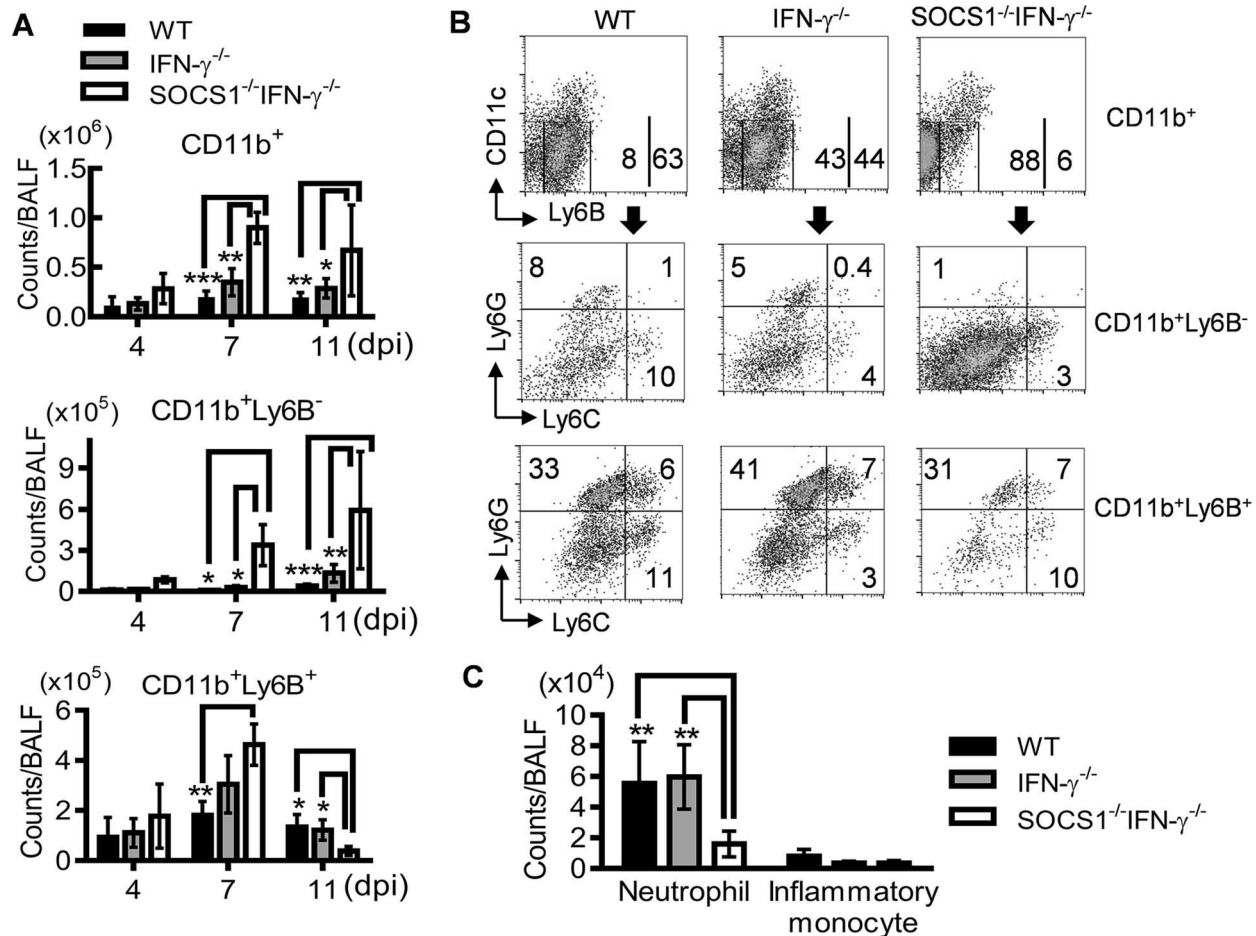 A
WT
IFN-γ⁻/⁻
SOCS1⁻/⁻IFN-γ⁻/⁻
(x10⁶)
CD11b⁺
1.5
1.0
0.5
0.0
Counts/BALF
***
**
**
*
4 7 11 (dpi)
(x10⁵)
CD11b⁺Ly6B⁻
9
6
3
0
Counts/BALF
*
*
***
**
4 7 11 (dpi)
(x10⁵)
CD11b⁺Ly6B⁺
6
4
2
0
Counts/BALF
**
*
*
4 7 11 (dpi)
B
WT IFN-γ⁻/⁻ SOCS1⁻/⁻IFN-γ⁻/⁻
CD11c
Ly6B
8 63
43 44
88 6
CD11b⁺
Ly6G
Ly6C
8 1
10
5 0.4
4
1
3
CD11b⁺Ly6B⁻
Ly6G
Ly6C
33 6
11
41 7
3
31 7
10
CD11b⁺Ly6B⁺
C
(x10⁴)
10
8
6
4
2
0
Counts/BALF
**
**
Neutrophil
Inflammatory
monocyte
WT
IFN-γ⁻/⁻
SOCS1⁻/⁻IFN-γ⁻/⁻